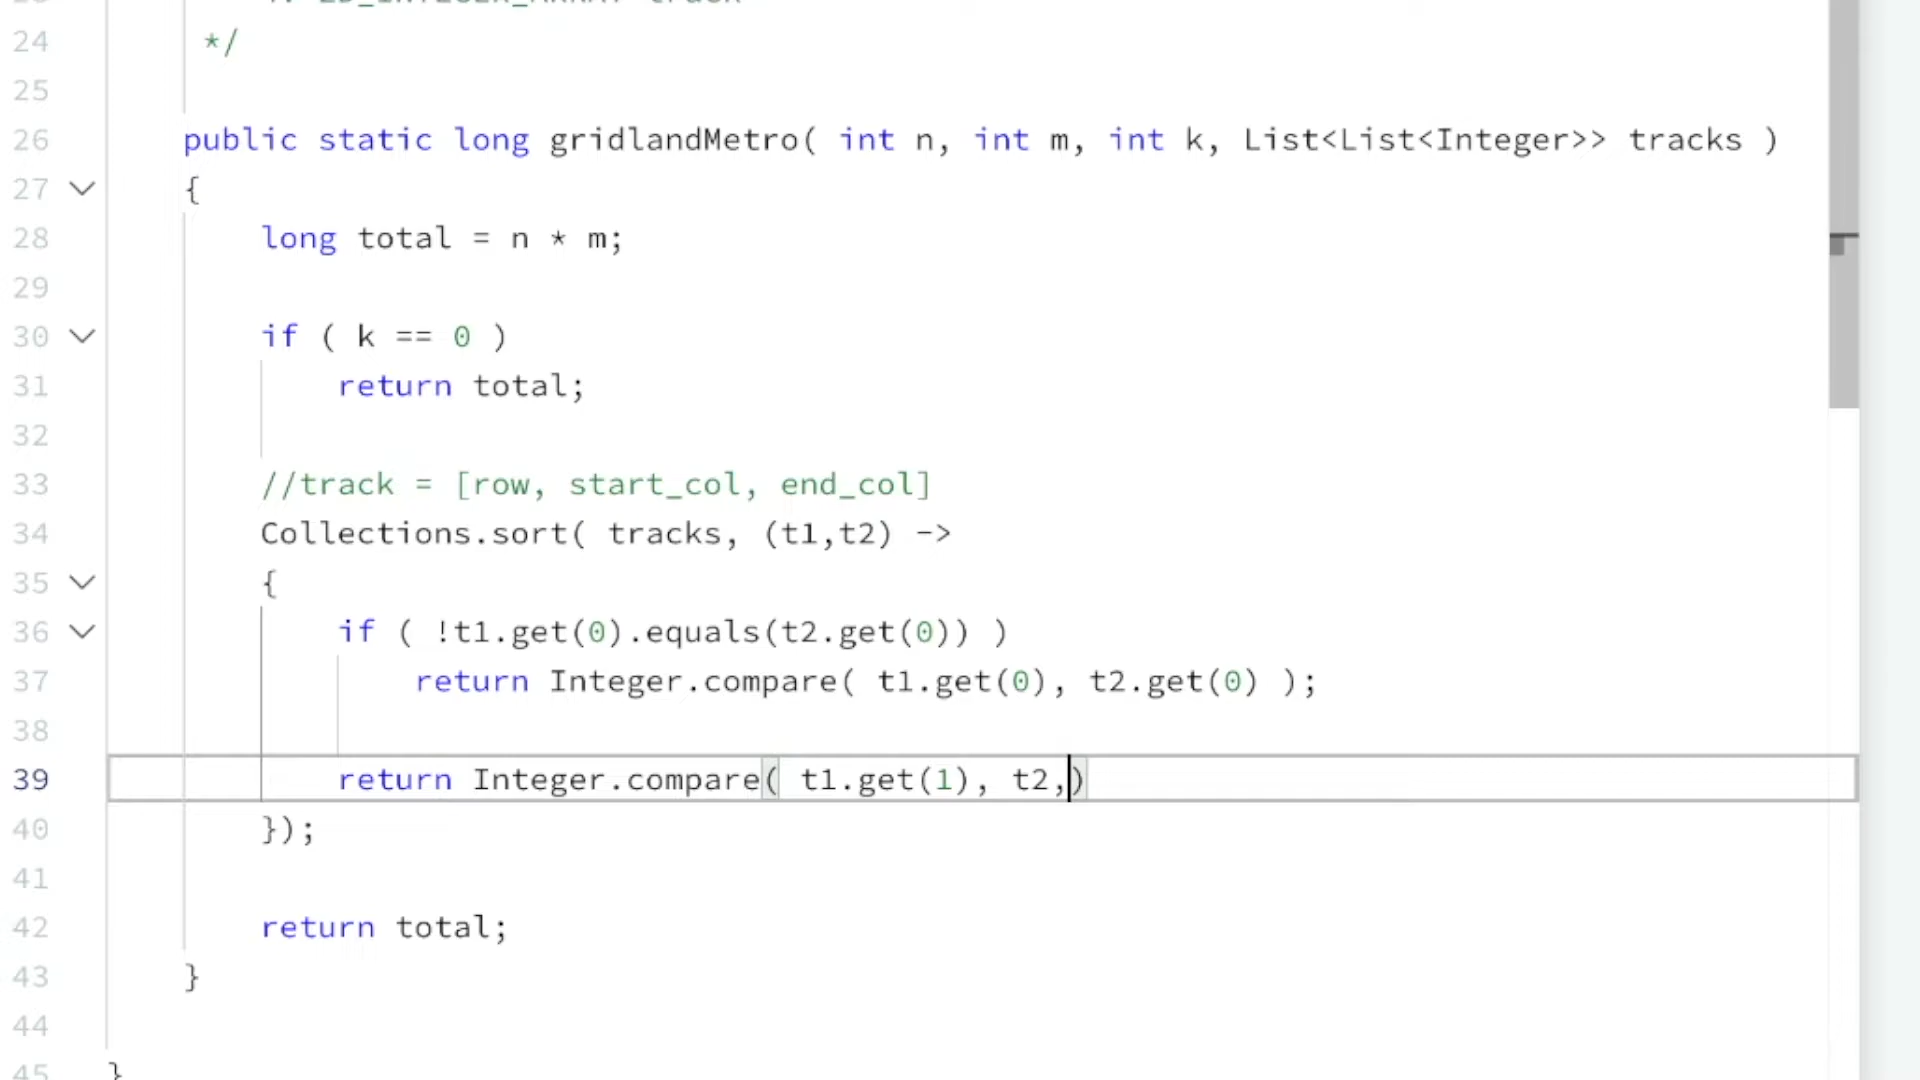 24 */
25
26 public static long gridlandMetro( int n, int m, int k, List<List<Integer>> tracks )
27 {
28 long total = n * m;
29
30 if ( k == 0 )
31 return total;
32
33 //track = [row, start_col, end_col]
34 Collections.sort( tracks, (t1,t2) ->
35 {
36 if ( !t1.get(0).equals(t2.get(0)) )
37 return Integer.compare( t1.get(0), t2.get(0) );
38
39 return Integer.compare( t1.get(1), t2,)
40 });
41
42 return total;
43 }
44
45 }